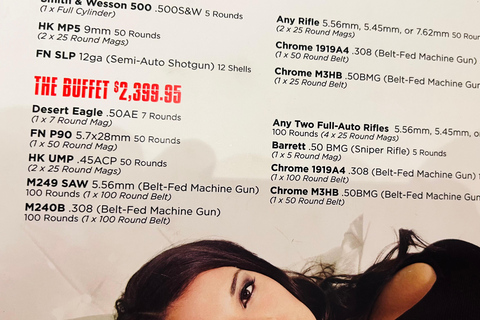 Smith & Wesson 500 .500S&W 5 Rounds
(1 x Full Cylinder)
HK MP5 9mm 50 Rounds
(2 x 25 Round Mags)
FN SLP 12ga (Semi-Auto Shotgun) 12 Shells
Any Rifle 5.56mm, 5.45mm, or 7.62mm 50
(2 x 25 Round Mags)
Chrome 1919A4 .308 (Belt-Fed Machine Gun)
(1 x 50 Round Belt)
Chrome M3HB .50BMG (Belt-Fed Machine Gun
(1 x 25 Round Belt)
THE BUFFET $2,399.95
Desert Eagle .50AE 7 Rounds
(1 x 7 Round Mag)
FN P90 5.7x28mm 50 Rounds
(1 x 50 Round Mag)
HK UMP .45ACP 50 Rounds
(2 x 25 Round Mags)
M249 SAW 5.56mm (Belt-Fed Machine Gun)
100 Rounds (1 x 100 Round Belt)
M240B .308 (Belt-Fed Machine Gun)
100 Rounds (1 x 100 Round Belt)
Any Two Full-Auto Rifles 5.56mm, 5.45mm, or
100 Rounds (4 x 25 Round Mags)
Barrett .50 BMG (Sniper Rifle) 5 Rounds
(1 x 5 Round Mag)
Chrome 1919A4 .308 (Belt-Fed Machine Gun)
(1 x 100 Round Belt)
Chrome M3HB .50BMG (Belt-Fed Machine Gun)
(1 x 50 Round Belt)